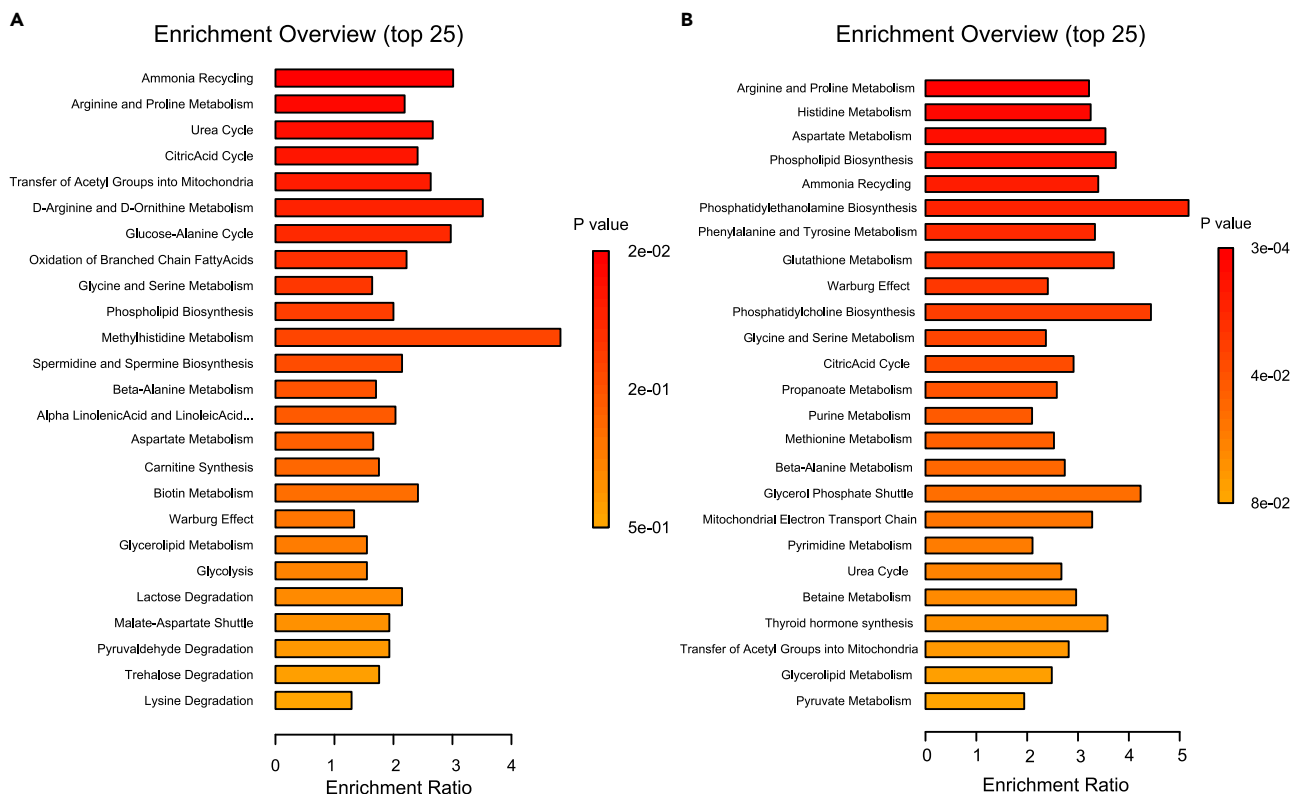 A
Enrichment Overview (top 25)
Ammonia Recycling
Arginine and Proline Metabolism
Urea Cycle
CitricAcid Cycle
Transfer of Acetyl Groups into Mitochondria
D-Arginine and D-Ornithine Metabolism
Glucose-Alanine Cycle
Oxidation of Branched Chain FattyAcids
Glycine and Serine Metabolism
Phospholipid Biosynthesis
Methylhistidine Metabolism
Spermidine and Spermine Biosynthesis
Beta-Alanine Metabolism
Alpha LinolenicAcid and LinoleicAcid...
Aspartate Metabolism
Carnitine Synthesis
Biotin Metabolism
Warburg Effect
Glycerolipid Metabolism
Glycolysis
Lactose Degradation
Malate-Aspartate Shuttle
Pyruvaldehyde Degradation
Trehalose Degradation
Lysine Degradation
0 1 2 3 4
Enrichment Ratio
P value
2e-02
2e-01
5e-01
B
Enrichment Overview (top 25)
Arginine and Proline Metabolism
Histidine Metabolism
Aspartate Metabolism
Phospholipid Biosynthesis
Ammonia Recycling
Phosphatidylethanolamine Biosynthesis
Phenylalanine and Tyrosine Metabolism
Glutathione Metabolism
Warburg Effect
Phosphatidylcholine Biosynthesis
Glycine and Serine Metabolism
CitricAcid Cycle
Propanoate Metabolism
Purine Metabolism
Methionine Metabolism
Beta-Alanine Metabolism
Glycerol Phosphate Shuttle
Mitochondrial Electron Transport Chain
Pyrimidine Metabolism
Urea Cycle
Betaine Metabolism
Thyroid hormone synthesis
Transfer of Acetyl Groups into Mitochondria
Glycerolipid Metabolism
Pyruvate Metabolism
0 1 2 3 4 5
Enrichment Ratio
P value
3e-04
4e-02
8e-02